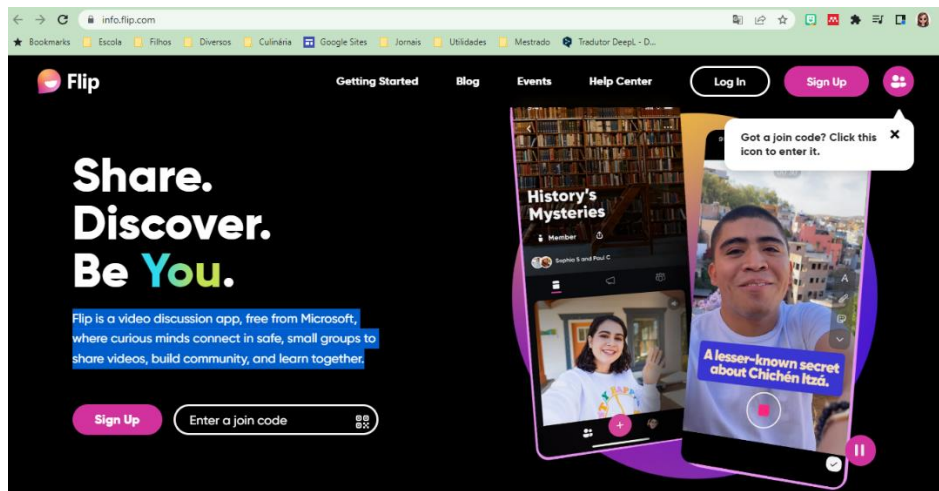 info.flip.com
Bookmarks Escola Filhos Diversos Culinária Google Sites Jornais Utilidades Mestrado Tradutor DeepL - D...
Flip
Getting Started Blog Events Help Center Log In Sign Up
Got a join code? Click this
icon to enter it.
Share.
Discover.
Be You.
Flip is a video discussion app, free from Microsoft,
where curious minds connect in safe, small groups to
share videos, build community, and learn together.
Sign Up Enter a join code
History's
Mysteries
Member
Sophia S and Paul C
A lesser-known secret
about Chichén Itzá.